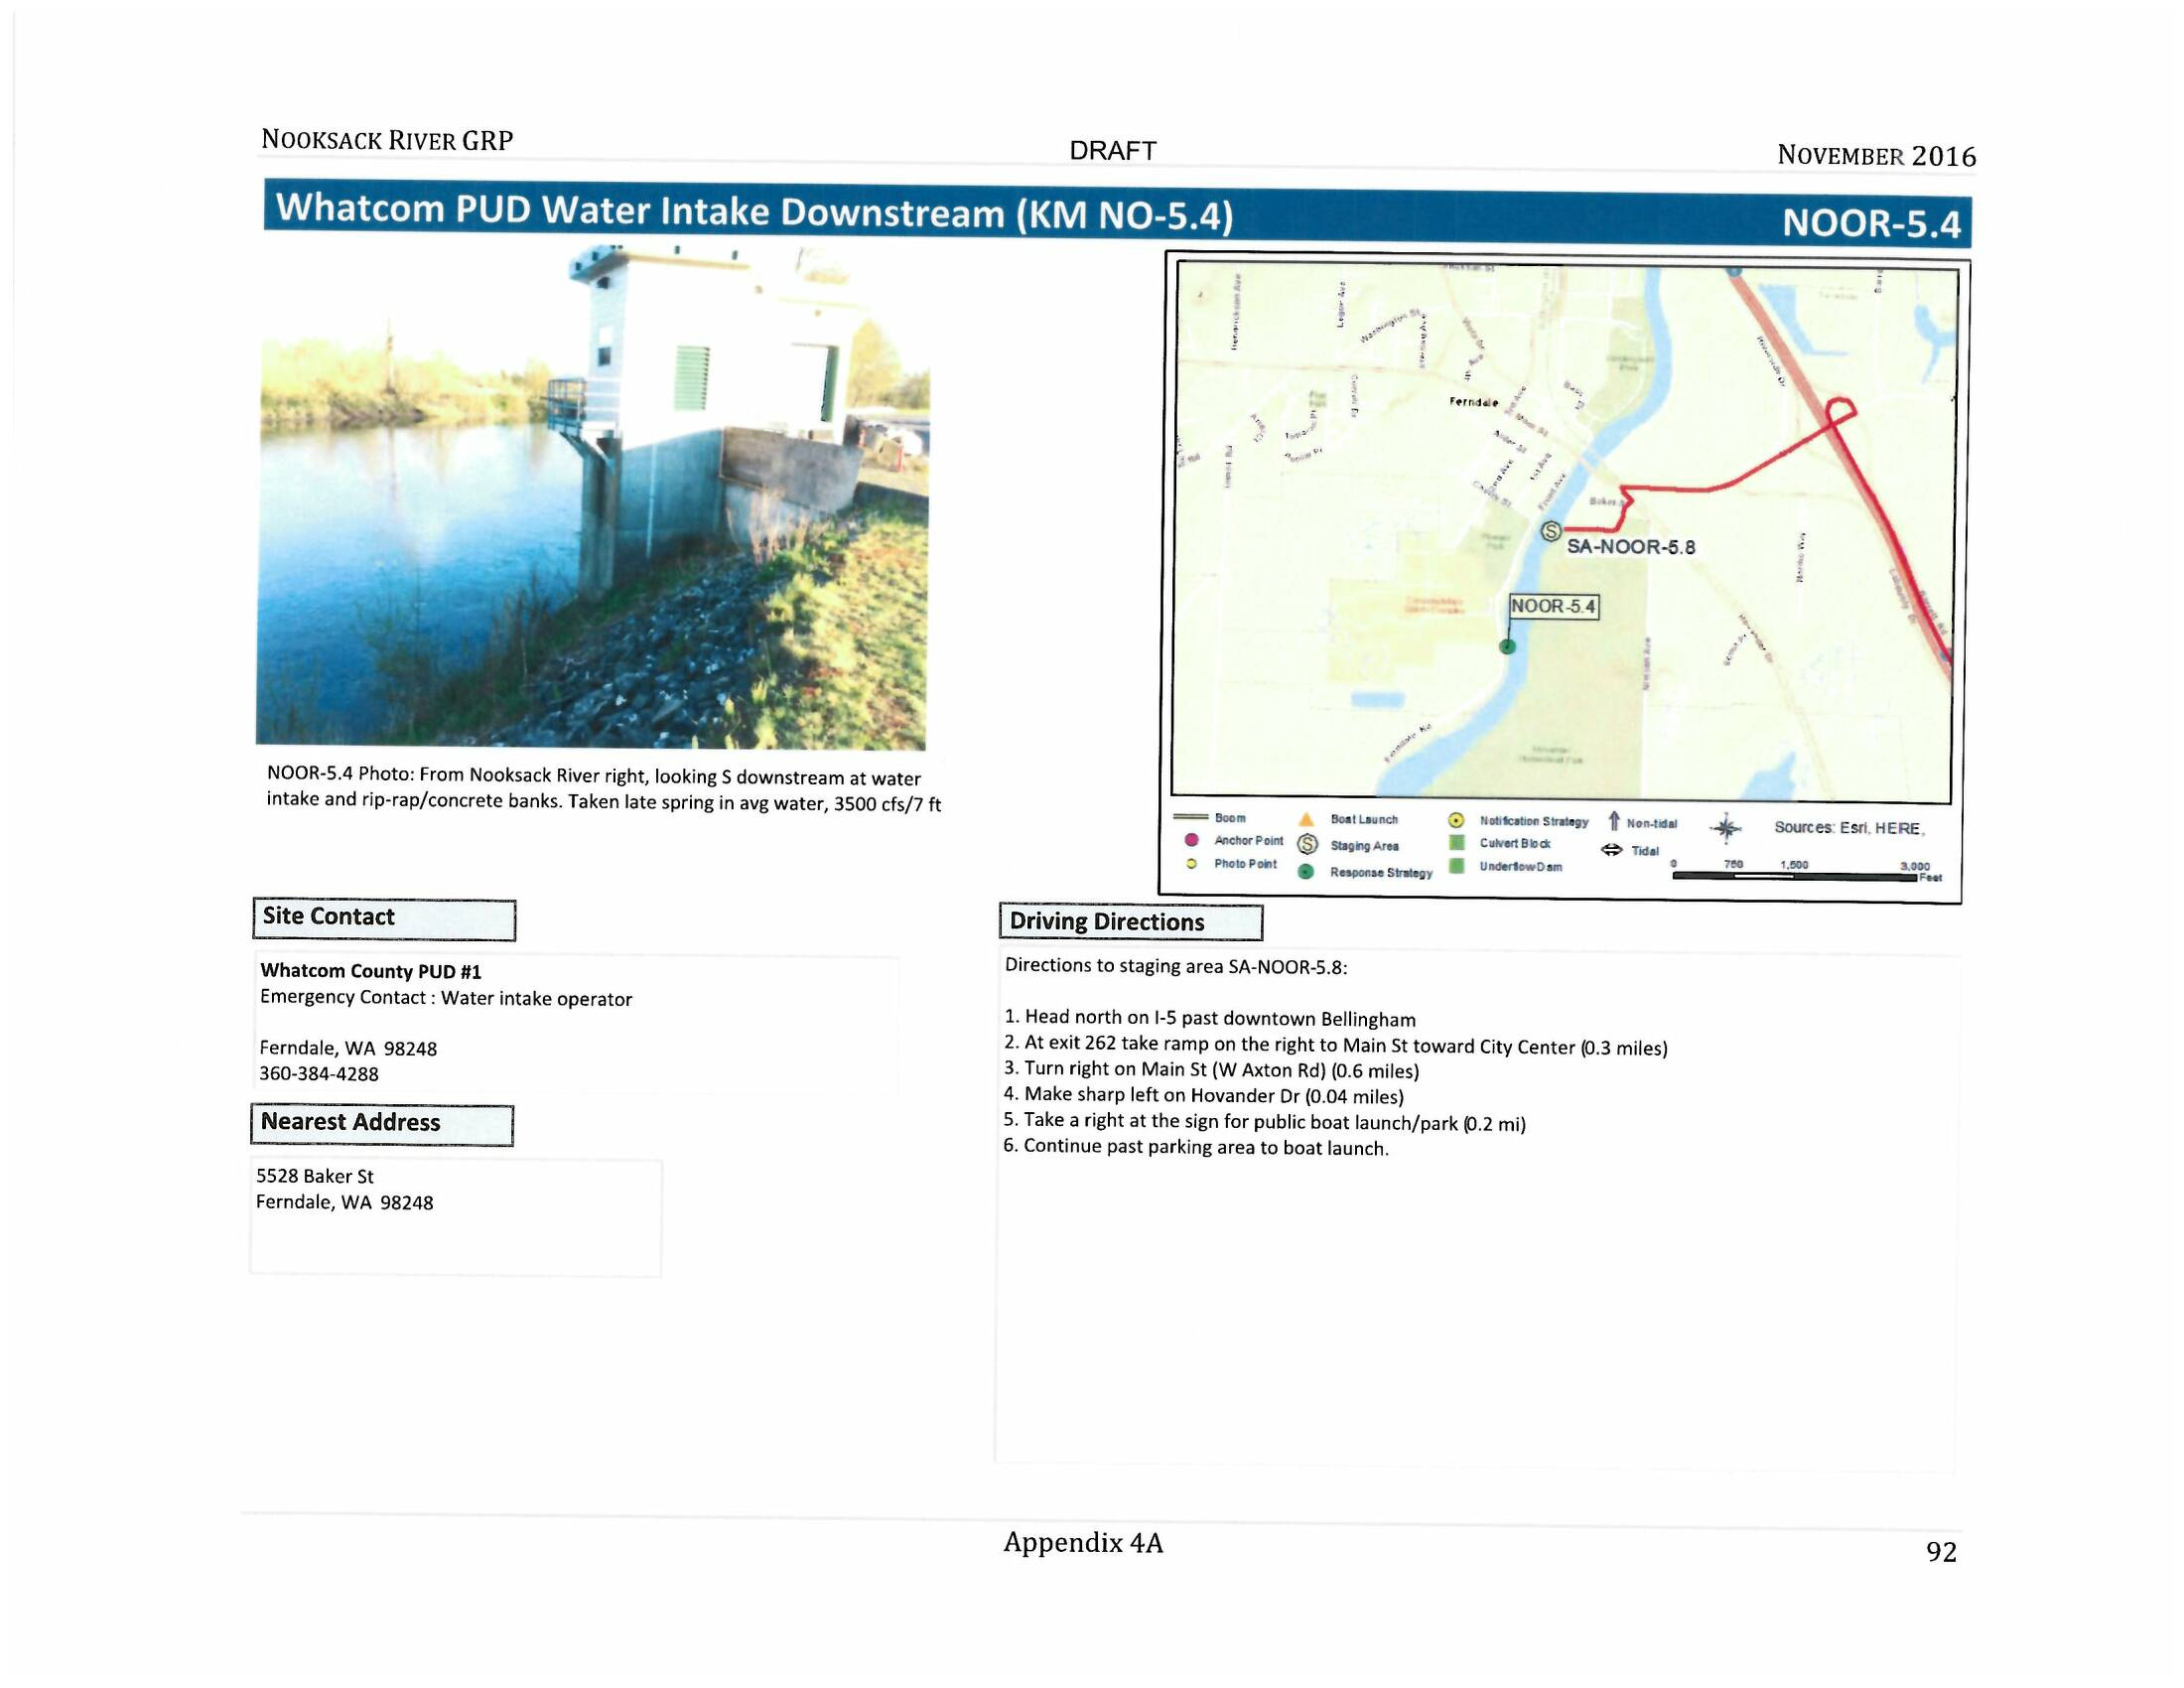 NOOKSACK RIVER GRP
DRAFT
NOVEMBER 2016
Whatcom PUD Water Intake Downstream (KM NO-5.4)
NOOR-5.4
Ferndale
SA-NOOR-5.8
NOOR-5.4
NOOR-5.4 Photo: From Nooksack River right, looking S downstream at water
intake and rip-rap/concrete banks. Taken late spring in avg water, 3500 cfs/7 ft
Boom
Anchor Point
Photo Point
Boat Launch
Staging Area
Response Strategy
Notification Strategy
Culvert Block
Underflow Dam
Non-tidal
Tidal
Sources: Esri, HERE,
0 750 1,500 3,000
Feet
Site Contact
Whatcom County PUD #1
Emergency Contact : Water intake operator
Ferndale, WA 98248
360-384-4288
Nearest Address
5528 Baker St
Ferndale, WA 98248
Driving Directions
Directions to staging area SA-NOOR-5.8:
1. Head north on I-5 past downtown Bellingham
2. At exit 262 take ramp on the right to Main St toward City Center (0.3 miles)
3. Turn right on Main St (W Axton Rd) (0.6 miles)
4. Make sharp left on Hovander Dr (0.04 miles)
5. Take a right at the sign for public boat launch/park (0.2 mi)
6. Continue past parking area to boat launch.
Appendix 4A
92